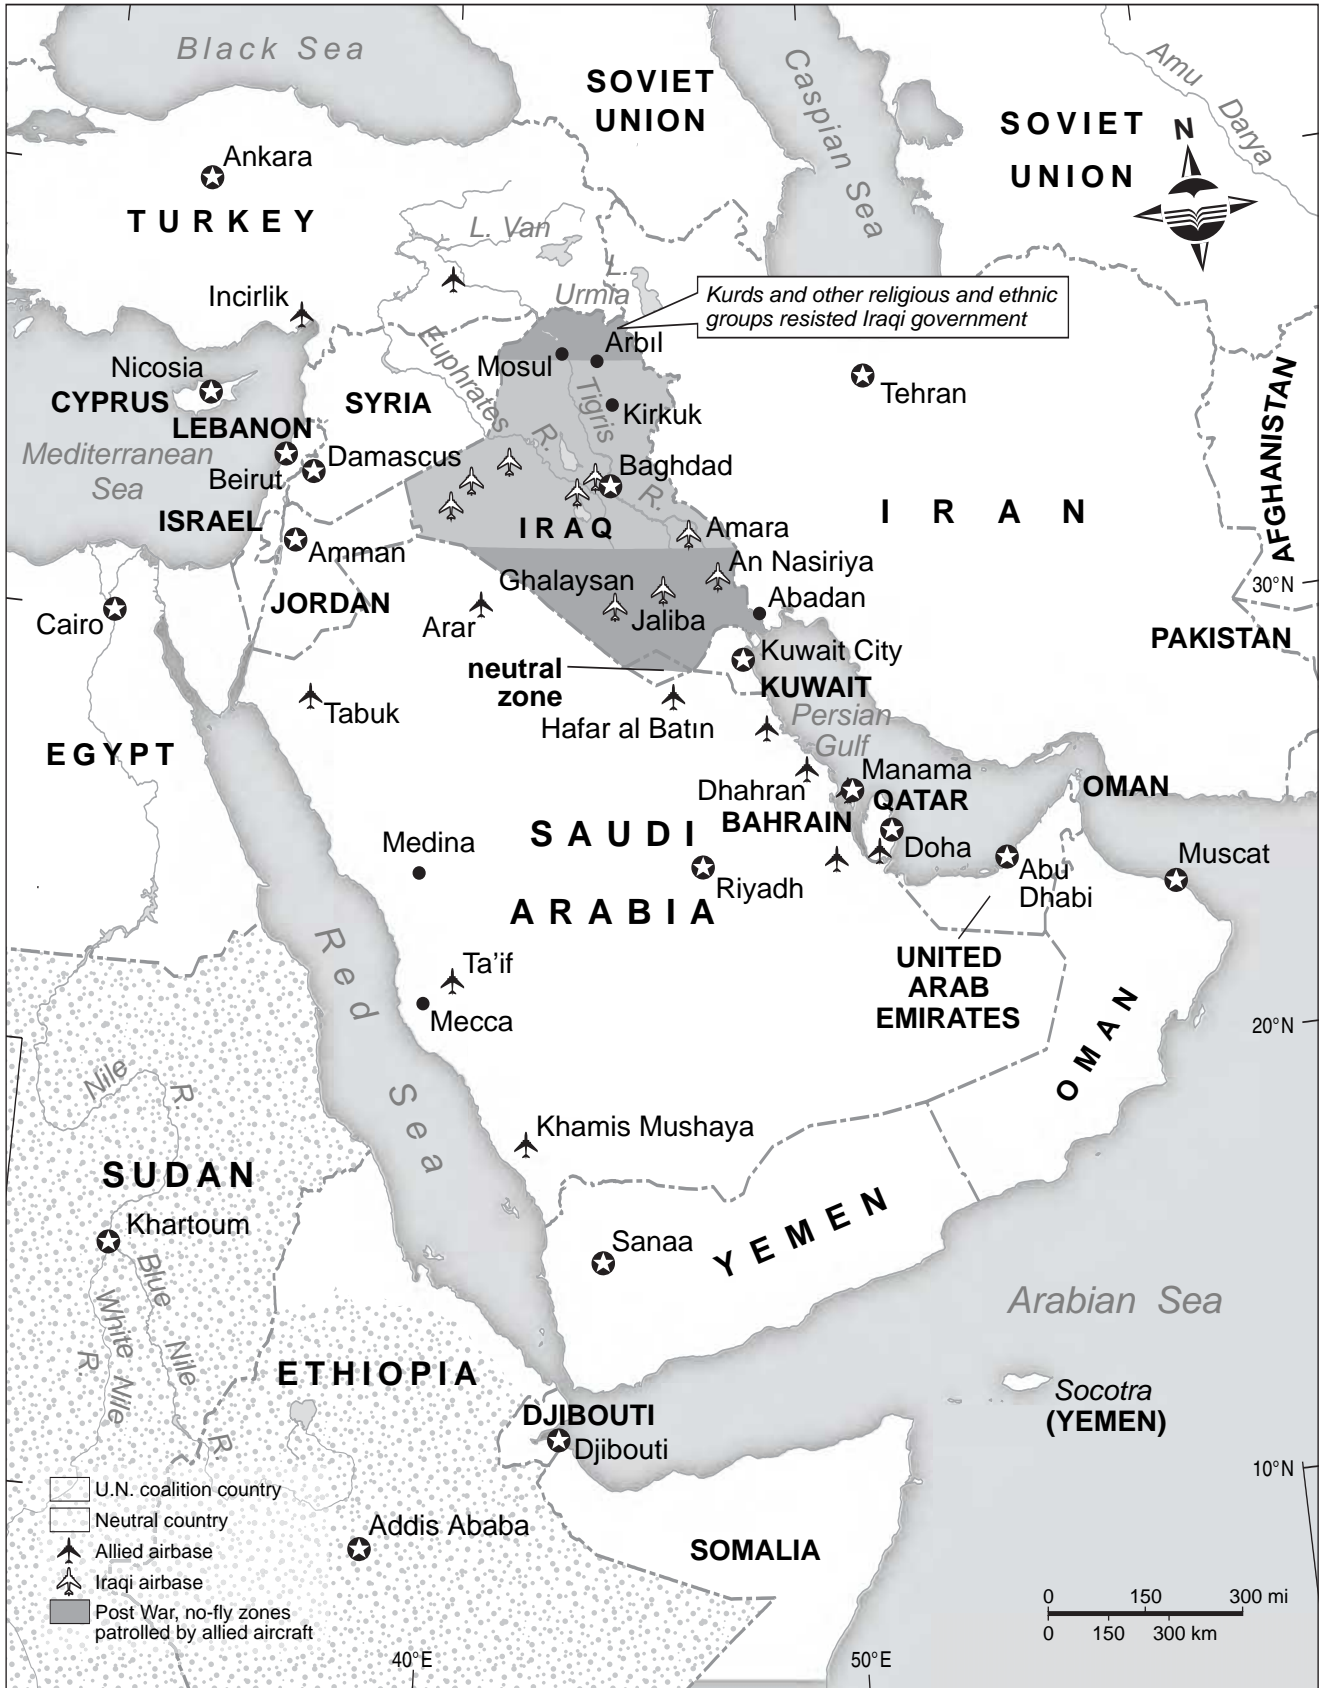 Black Sea
SOVIET
UNION
Caspian Sea
SOVIET
UNION
Amu
Darya
N
Ankara
TURKEY
L. Van
L.
Urmia
Incirlik
Kurds and other religious and ethnic
groups resisted Iraqi government
Nicosia
CYPRUS
SYRIA
Euphrates
R.
Mosul
Arbıl
Tigris
R.
Kirkuk
Tehran
AFGHANISTAN
LEBANON
Mediterranean
Sea
Beirut
Damascus
Baghdad
ISRAEL
Amman
IRAQ
Amara
IRAN
An Nasiriya
Ghalaysan
Jaliba
Abadan
30°N
JORDAN
Cairo
Arar
PAKISTAN
Kuwait City
neutral
zone
KUWAIT
Tabuk
Hafar al Batın
Persian
Gulf
EGYPT
Manama
Dhahran
QATAR
OMAN
BAHRAIN
SAUDI
ARABIA
Medina
Riyadh
Doha
Abu
Dhabi
Muscat
Red Sea
Ta’if
Mecca
UNITED
ARAB
EMIRATES
OMAN
20°N
Nile
R.
Khamis Mushaya
SUDAN
Khartoum
Sanaa
YEMEN
Blue Nile
R.
White Nile
R.
Arabian Sea
ETHIOPIA
Socotra
(YEMEN)
DJIBOUTI
Djibouti
10°N
Addis Ababa
SOMALIA
U.N. coalition country
Neutral country
Allied airbase
Iraqi airbase
Post War, no-fly zones
patrolled by allied aircraft
0 150 300 mi
0 150 300 km
40°E
50°E